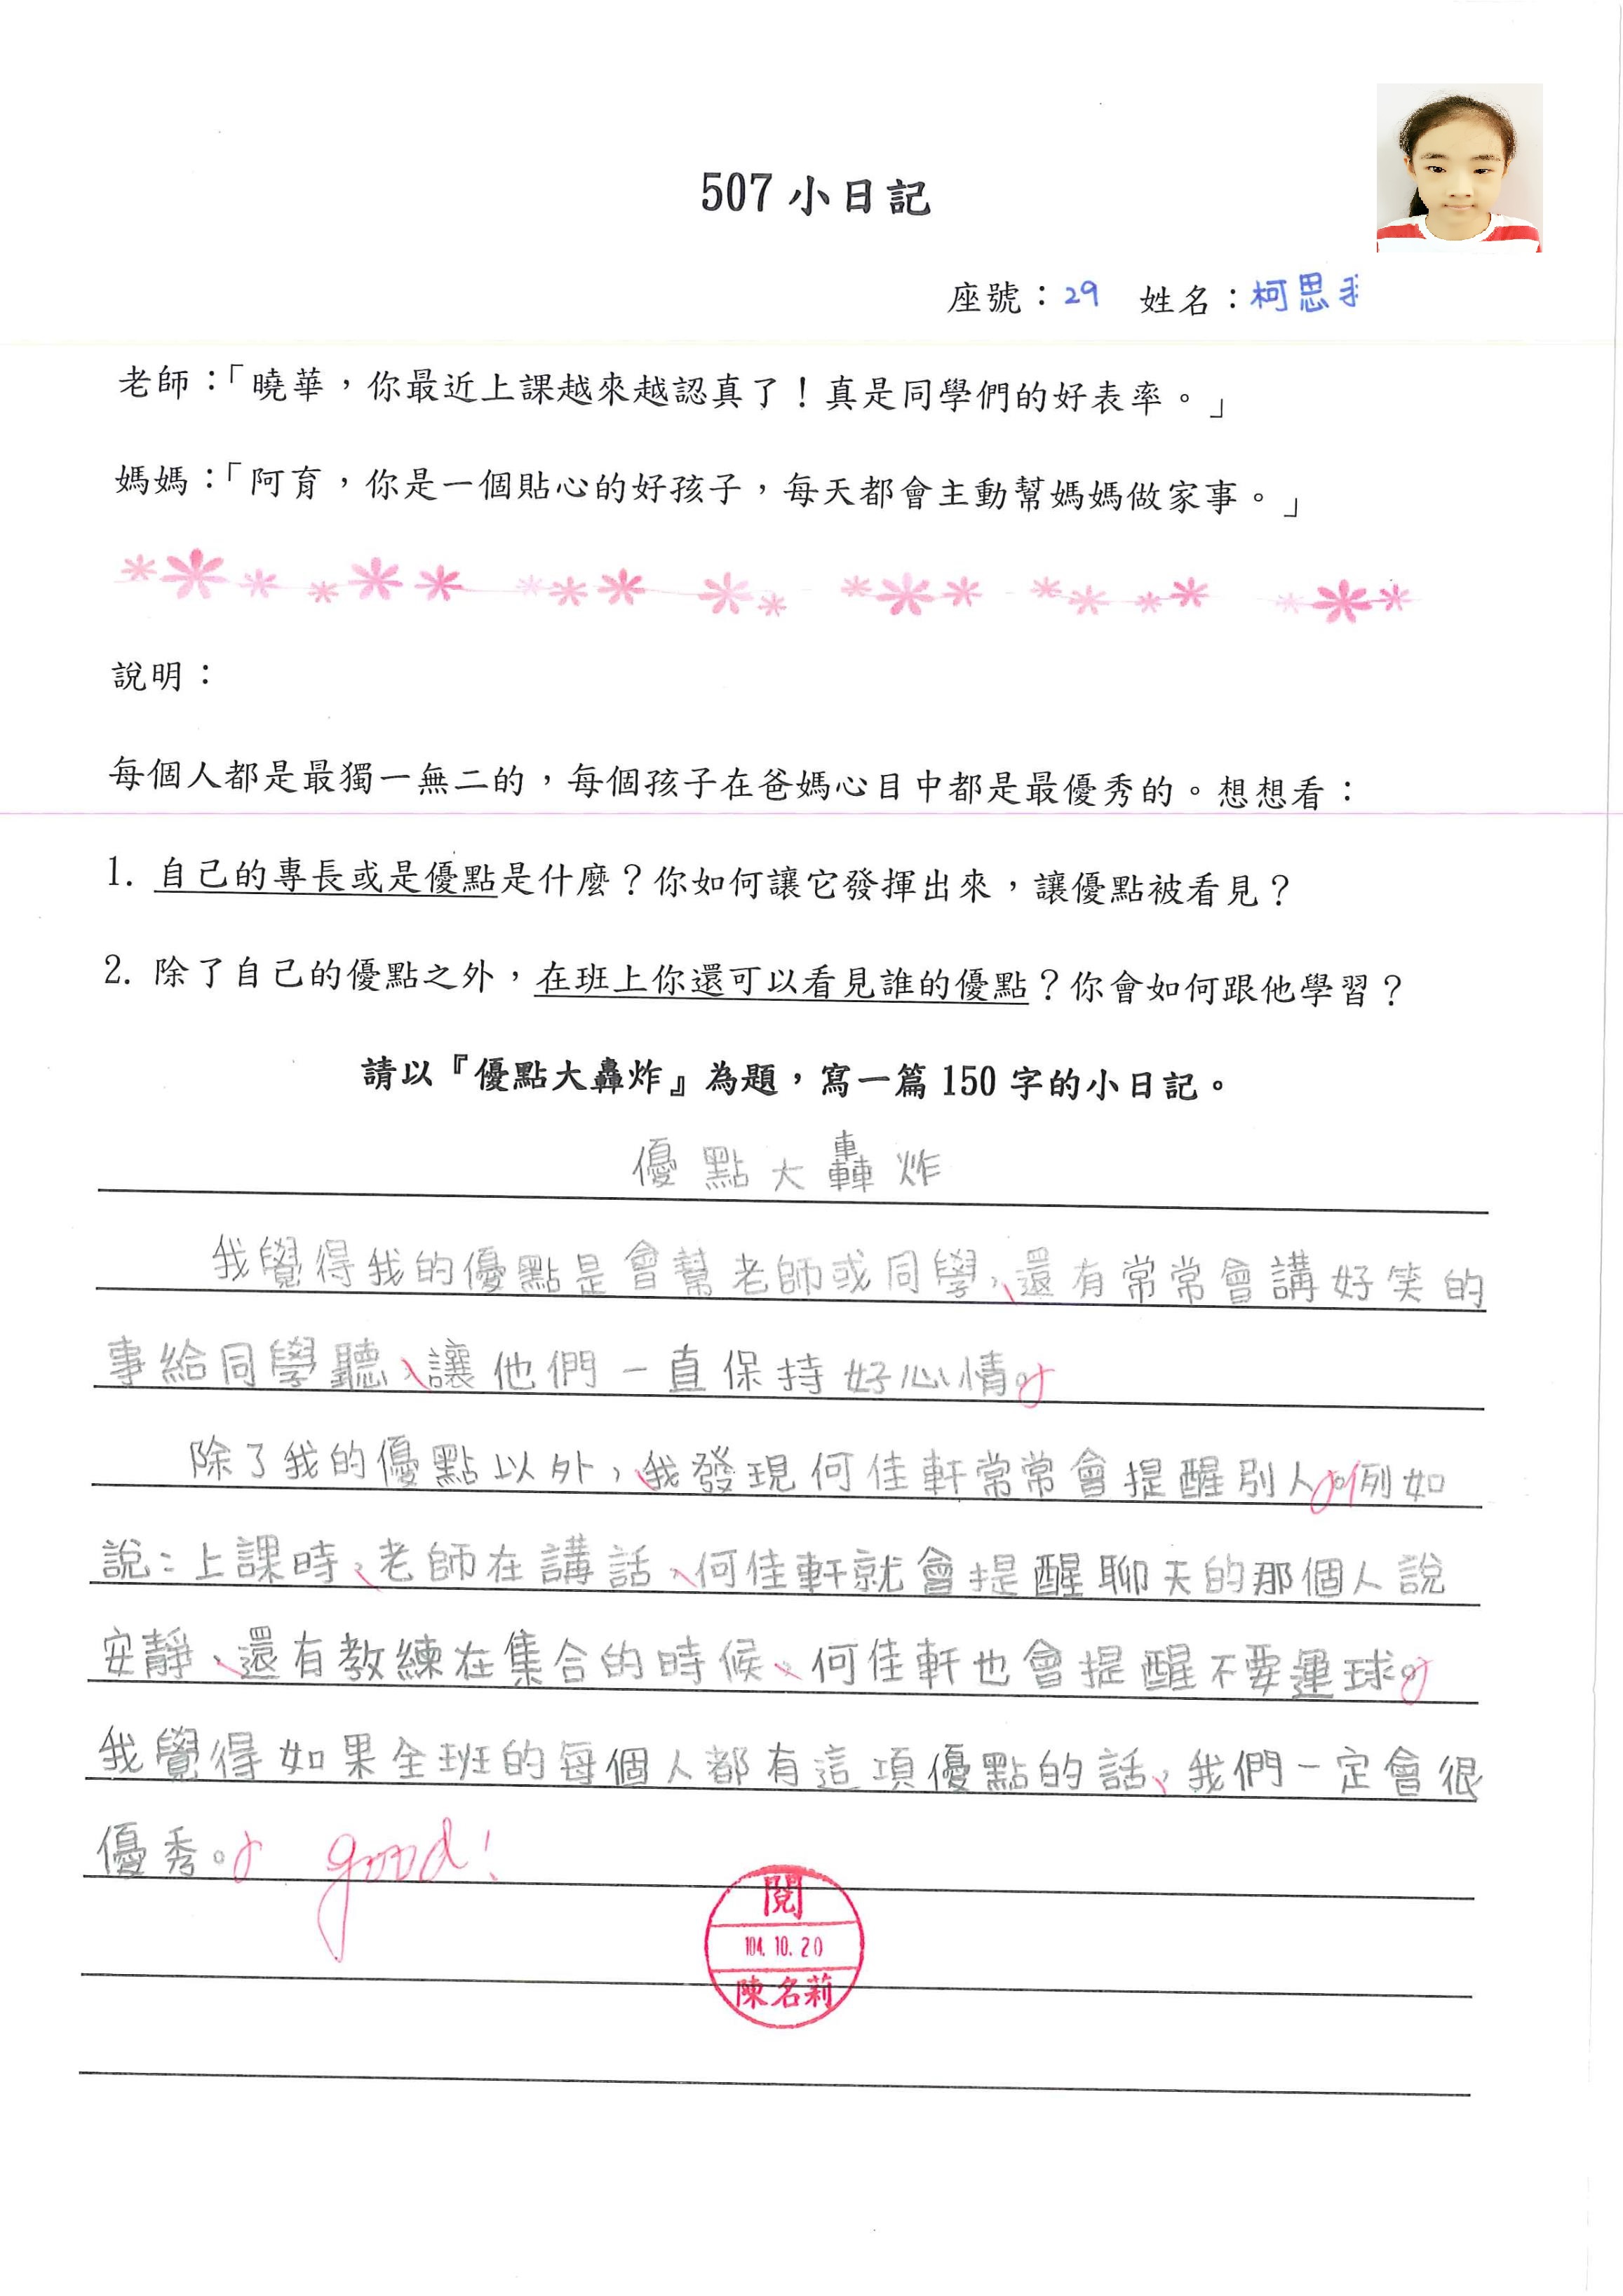 507 小日記
座號：29 姓名：柯思
老師：「曉華，你最近上課越來越認真了！真是同學們的好表率。」
媽媽：「阿育，你是一個貼心的好孩子，每天都會主動幫媽媽做家事。」
說明：
每個人都是最獨一無二的，每個孩子在爸媽心目中都是最優秀的。想想看：
1. 自己的專長或是優點是什麼？你如何讓它發揮出來，讓優點被看見？
2. 除了自己的優點之外，在班上你還可以看見誰的優點？你會如何跟他學習？
請以『優點大轟炸』為題，寫一篇 150 字的小日記。
優點大轟炸
我覺得我的優點是會幫老師或同學，還有常常會講好笑的
事給同學聽，讓他們一直保持好心情。
除了我的優點以外，我發現何佳軒常常會提醒別人。例如
說：上課時，老師在講話，何佳軒就會提醒聊天的那個人說
安靜，還有教練在集合的時候，何佳軒也會提醒不要運球。
我覺得如果全班的每個人都有這項優點的話，我們一定會很
優秀。 good!
閱
104.10.20
陳名莉